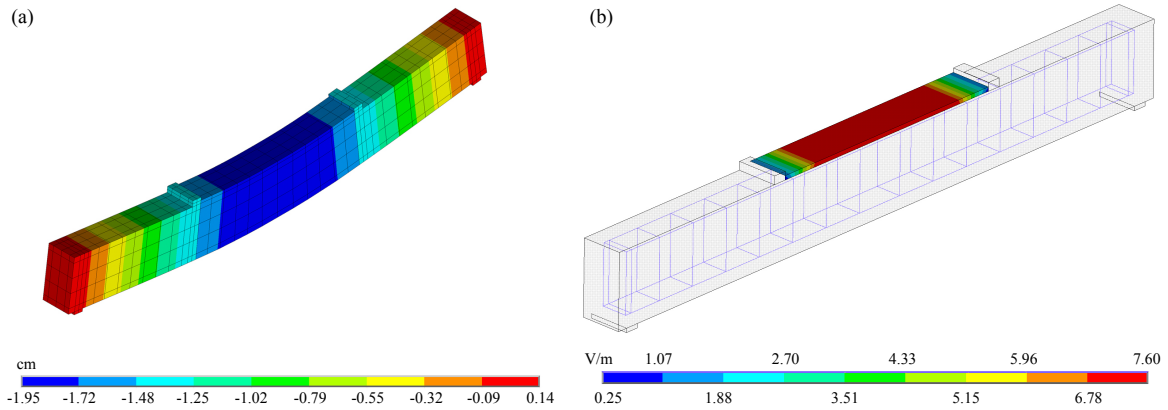 (a)
(b)
cm
-1.95 -1.72 -1.48 -1.25 -1.02 -0.79 -0.55 -0.32 -0.09 0.14
V/m 1.07 2.70 4.33 5.96 7.60
0.25 1.88 3.51 5.15 6.78